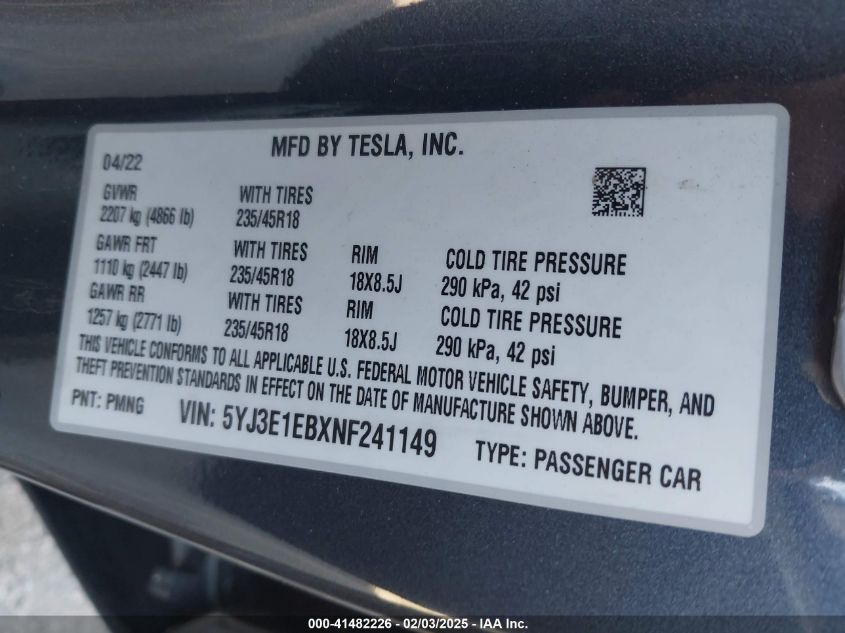 MFD BY TESLA, INC.
04/22
GVWR WITH TIRES
2207 kg (4866 lb) 235/45R18
GAWR FRT WITH TIRES RIM COLD TIRE PRESSURE
1110 kg (2447 lb) 235/45R18 18X8.5J 290 kPa, 42 psi
GAWR RR WITH TIRES RIM COLD TIRE PRESSURE
1257 kg (2771 lb) 235/45R18 18X8.5J 290 kPa, 42 psi
THIS VEHICLE CONFORMS TO ALL APPLICABLE U.S. FEDERAL MOTOR VEHICLE SAFETY, BUMPER, AND
THEFT PREVENTION STANDARDS IN EFFECT ON THE DATE OF MANUFACTURE SHOWN ABOVE.
PNT: PMNG VIN: 5YJ3E1EBXNF241149 TYPE: PASSENGER CAR
000-41482226 - 02/03/2025 - IAA Inc.